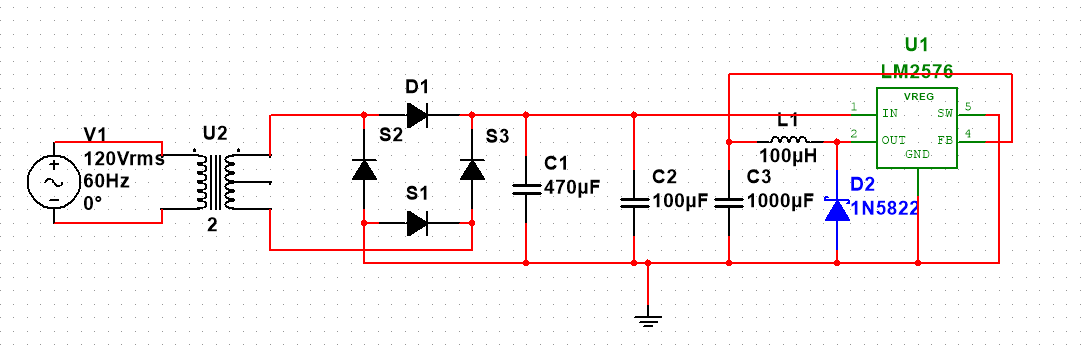 V1
120Vrms
60Hz
0°
U2
2
D1
S2
S3
S1
C1
470µF
C2
100µF
L1
100µH
C3
1000µF
D2
1N5822
U1
LM2576
VREG
1
IN
SW
5
2
OUT
FB
4
GND